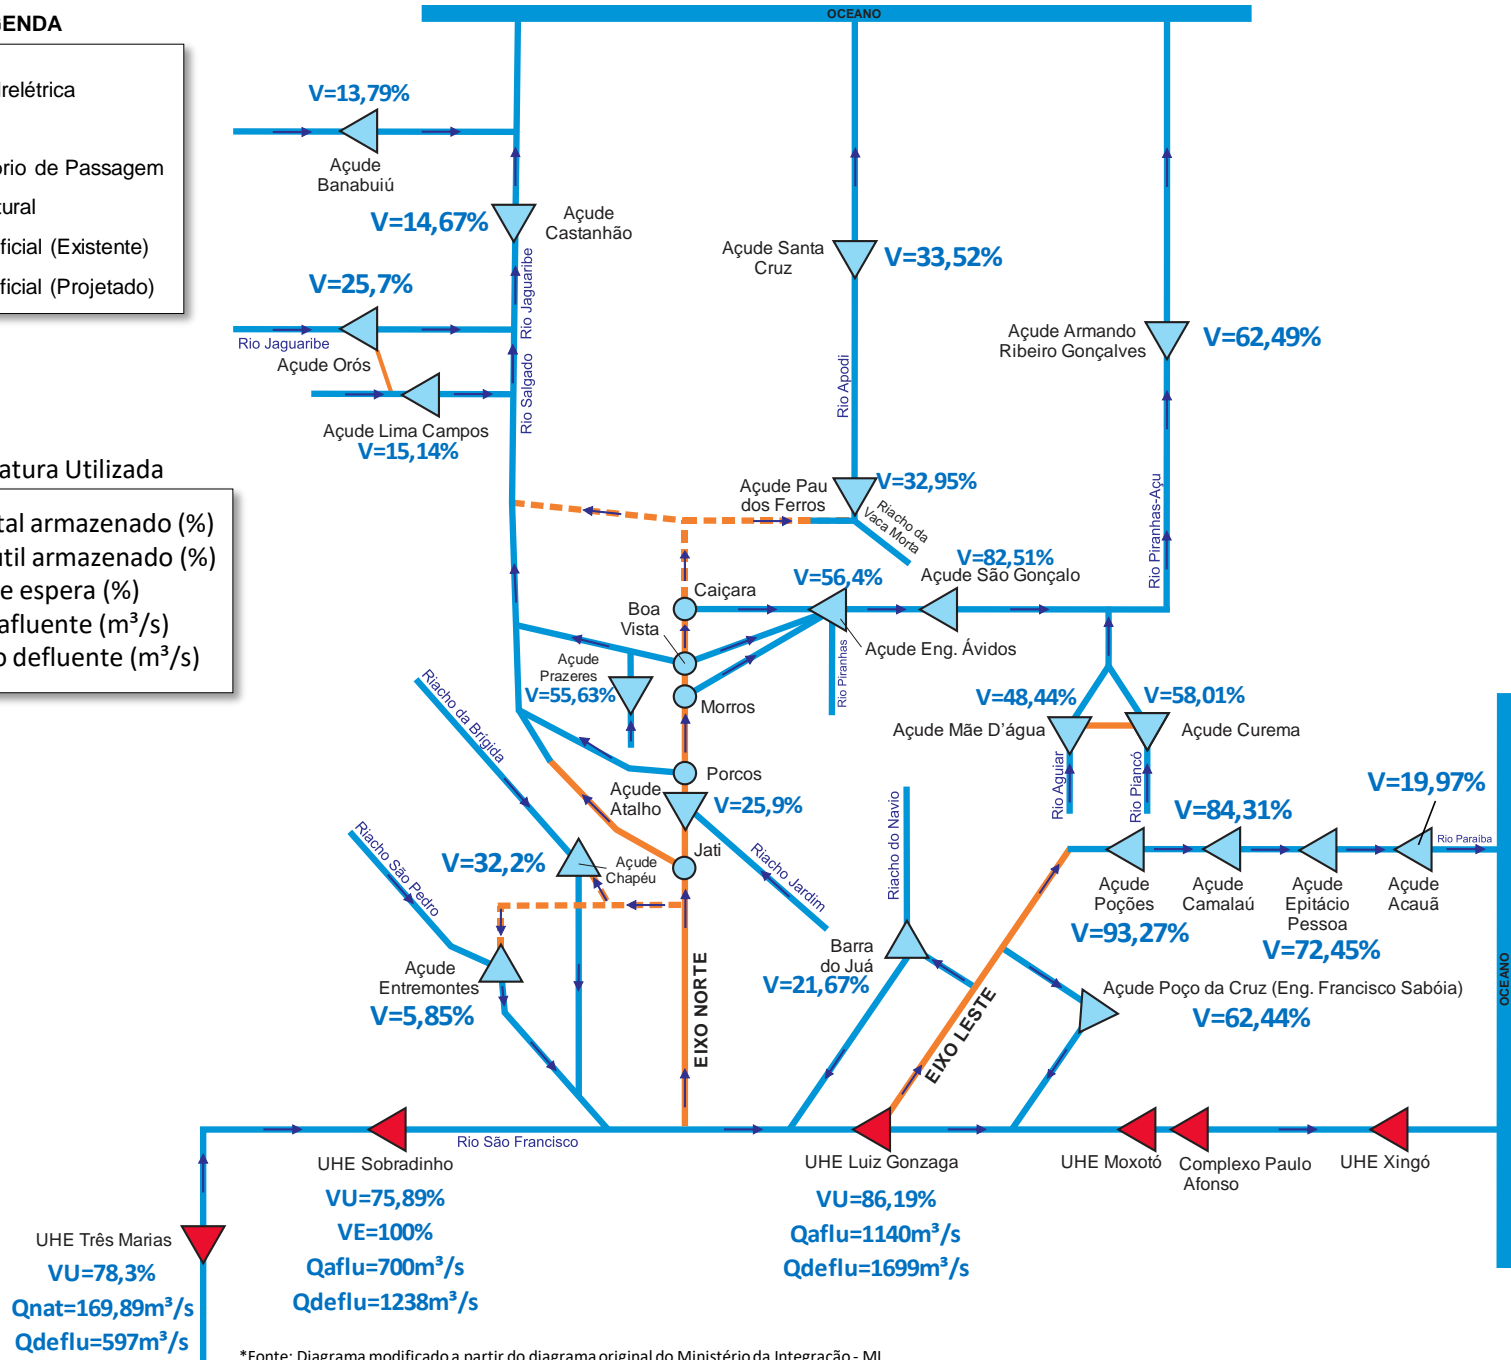 OCEANO
GENDA
drelétrica
ório de Passagem
tural
ificial (Existente)
ificial (Projetado)
V=13,79%
Açude
Banabuiú
V=14,67%
Açude
Castanhão
V=25,7%
Rio Jaguaribe
Açude Orós
Rio Jaguaribe
Rio Salgado
Açude Lima Campos
V=15,14%
Açude Santa
Cruz
V=33,52%
Rio Apodi
Açude Armando
Ribeiro Gonçalves
V=62,49%
Rio Piranhas-Açu
atura Utilizada
tal armazenado (%)
útil armazenado (%)
e espera (%)
afluente (m³/s)
o defluente (m³/s)
Açude Pau
dos Ferros
V=32,95%
Riacho da
Vaca Morta
V=82,51%
Açude São Gonçalo
V=56,4%
Açude Eng. Ávidos
Rio Piranhas
Caiçara
Boa
Vista
Morros
Açude
Prazeres
V=55,63%
Porcos
Açude
Atalho
V=25,9%
Jati
Riacho Jardim
Riacho da Brigida
Riacho São Pedro
V=32,2%
Açude
Chapéu
Açude
Entremontes
V=5,85%
EIXO NORTE
V=48,44%
Açude Mãe D'água
V=58,01%
Açude Curema
Rio Aguiar
Rio Piancó
V=19,97%
V=84,31%
Rio Paraíba
Açude
Poções
V=93,27%
Açude
Camalaú
Açude
Epitácio
Pessoa
V=72,45%
Açude
Acauã
Riacho do Navio
Barra
do Juá
V=21,67%
EIXO LESTE
Açude Poço da Cruz (Eng. Francisco Sabóia)
V=62,44%
OCEANO
Rio São Francisco
UHE Sobradinho
VU=75,89%
VE=100%
Qaflu=700m³/s
Qdeflu=1238m³/s
UHE Luiz Gonzaga
VU=86,19%
Qaflu=1140m³/s
Qdeflu=1699m³/s
UHE Moxotó
Complexo Paulo
Afonso
UHE Xingó
UHE Três Marias
VU=78,3%
Qnat=169,89m³/s
Qdeflu=597m³/s
*Fonte: Diagrama modificado a partir do diagrama original do Ministério da Integração - MI